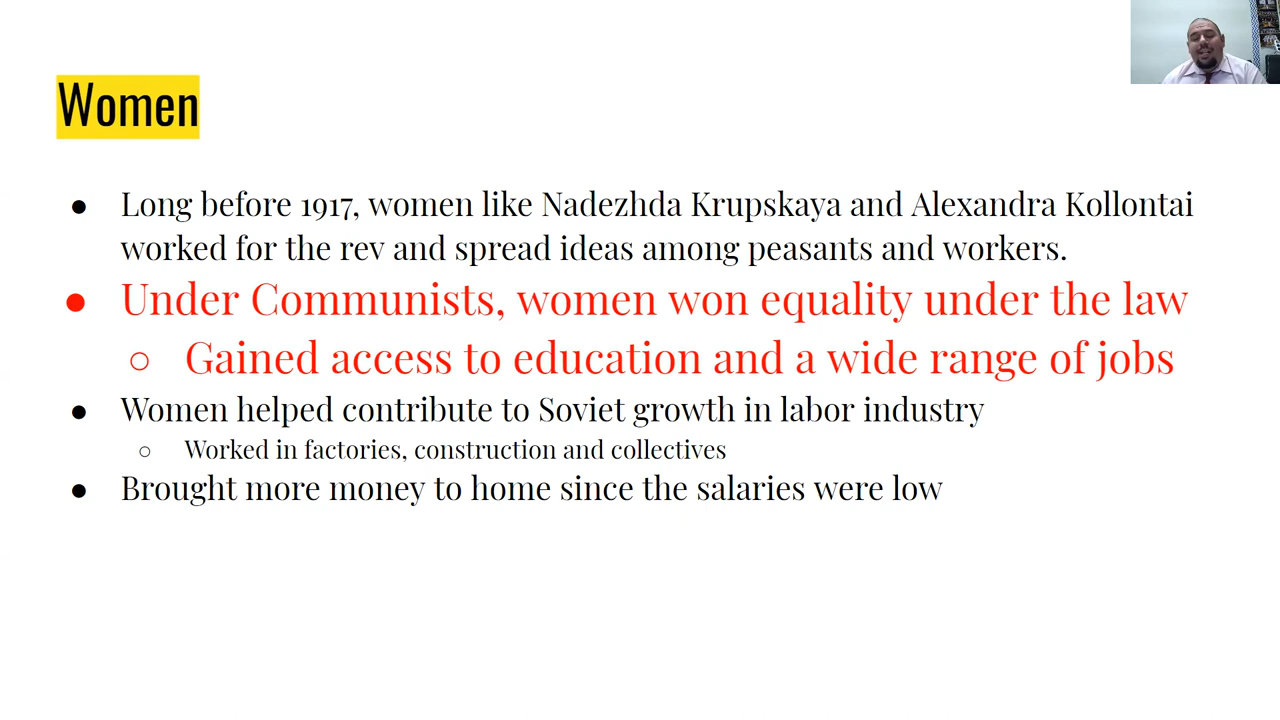 Women
● Long before 1917, women like Nadezhda Krupskaya and Alexandra Kollontai
worked for the rev and spread ideas among peasants and workers.
● Under Communists, women won equality under the law
○ Gained access to education and a wide range of jobs
● Women helped contribute to Soviet growth in labor industry
○ Worked in factories, construction and collectives
● Brought more money to home since the salaries were low